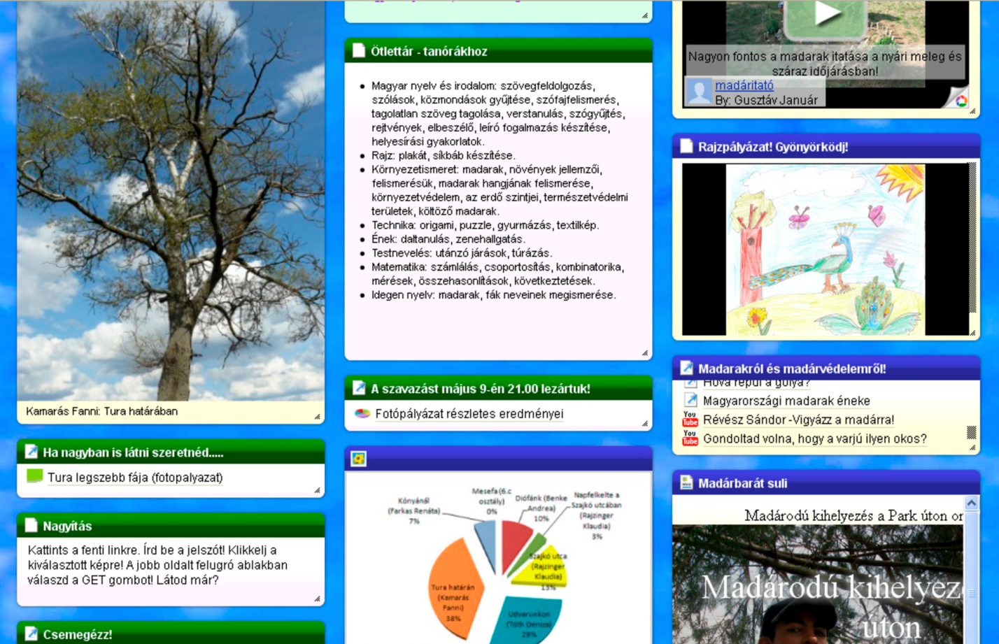 Kamarás Fanni: Tura határában
Ha nagyban is látni szeretnéd.....
Tura legszebb fája (fotopalyazat)
Nagyítás
Kattints a fenti linkre. Írd be a jelszót! Klikkelj a
kiválasztott képre! A jobb oldalt felugró ablakban
válaszd a GET gombot! Látod már?
Csemegézz!
Ötlettár - tanórákhoz
Magyar nyelv és irodalom: szövegfeldolgozás,
szólások, közmondások gyűjtése, szófajfelismerés,
tagolatlan szöveg tagolása, verstanulás, szógyűjtés,
rejtvények, elbeszélő, leíró fogalmazás készítése,
helyesírási gyakorlatok.
Rajz: plakát, síkbáb készítése.
Környezetismeret: madarak, növények jellemzői,
felismerésük, madarak hangjának felismerése,
környezetvédelem, az erdő szintjei, természetvédelmi
területek, költöző madarak.
Technika: origami, puzzle, gyurmázás, textilkép.
Ének: daltanulás, zenehallgatás.
Testnevelés: utánzó járások, túrázás.
Matematika: számlálás, csoportosítás, kombinatorika,
mérések, összehasonlítások, következtetések.
Idegen nyelv: madarak, fák neveinek megismerése.
A szavazást május 9-én 21.00 lezártuk!
Fotópályázat részletes eredményei
Kónyánál
(Farkas Renáta)
7%
Mesefa (6.c
osztály)
0%
Diófánk (Benke
Andrea)
10%
Napfelkelte a
Szajkó utcában
(Rajzinger
Klaudia)
3%
Szajkó utca
(Rajzinger
Klaudia)
13%
Tura határán
(Kamarás
Fanni)
38%
Udvarunkon
(Tóth Deniza)
29%
Nagyon fontos a madarak itatása a nyári meleg és
száraz időjárásban!
madáritató
By: Gusztáv Január
Rajzpályázat! Gyönyörködj!
Madarakról és madárvédelemről!
Hova repül a gólya?
Magyarországi madarak éneke
You Tube Révész Sándor -Vigyázz a madárra!
You Tube Gondoltad volna, hogy a varjú ilyen okos?
Madárbarát suli
Madárodú kihelyezés a Park úton or
Madárodú kihelyez
úton